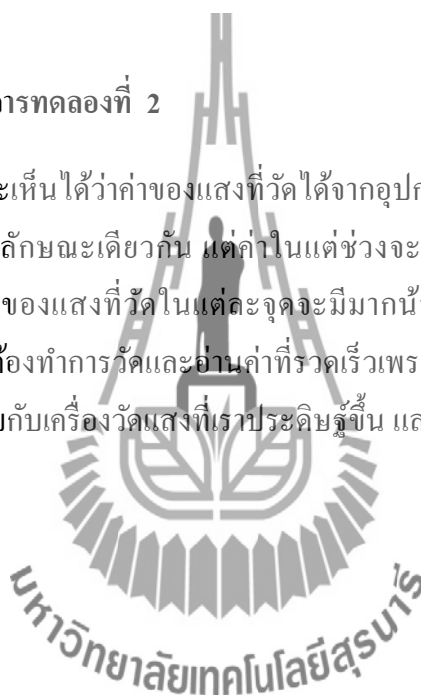 ารทดลองที่ 2
ะเห็นได้ว่าค่าของแสงที่วัดได้จากอุปก
ลักษณะเดียวกัน แต่ค่าในแต่ช่วงจะ
ของแสงที่วัดในแต่ละจุดจะมีมากน้
้องทำการวัดและอ่านค่าที่รวดเร็วเพร
กับเครื่องวัดแสงที่เราประดิษฐ์ขึ้น แล
มหาวิทยาลัยเทคโนโลยีสุรนารี